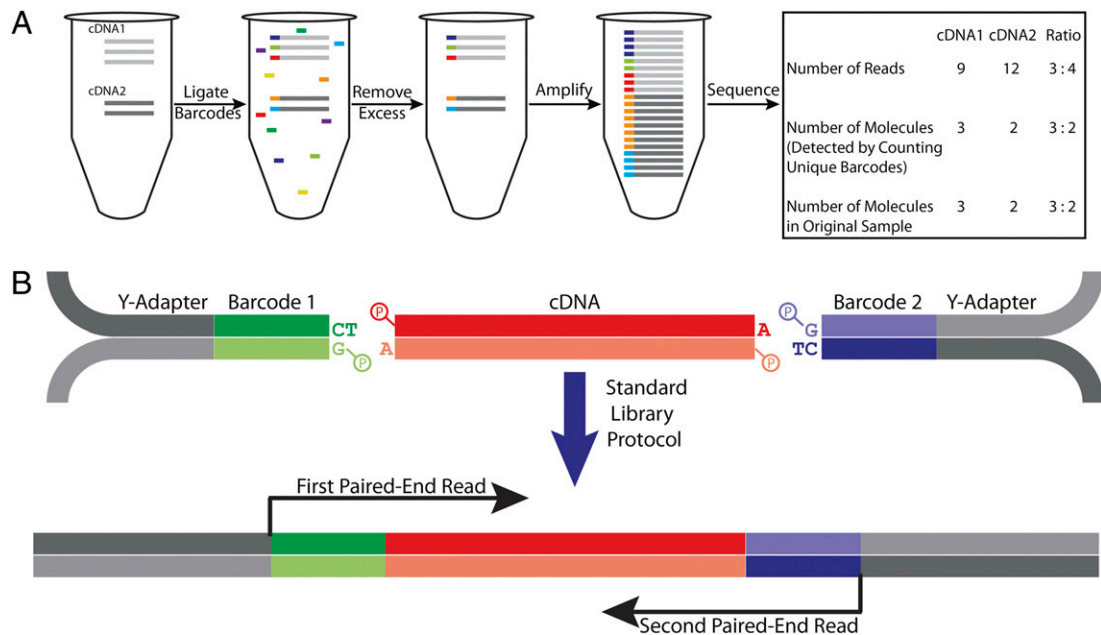 A
cDNA1
cDNA2
Ligate
Barcodes
Remove
Excess
Amplify
Sequence
cDNA1 cDNA2 Ratio
Number of Reads 9 12 3 : 4
Number of Molecules 3 2 3 : 2
(Detected by Counting
Unique Barcodes)
Number of Molecules 3 2 3 : 2
in Original Sample
B
Y-Adapter Barcode 1 cDNA Barcode 2 Y-Adapter
P P
CT A G
G A TC
P P
Standard
Library
Protocol
First Paired-End Read
Second Paired-End Read